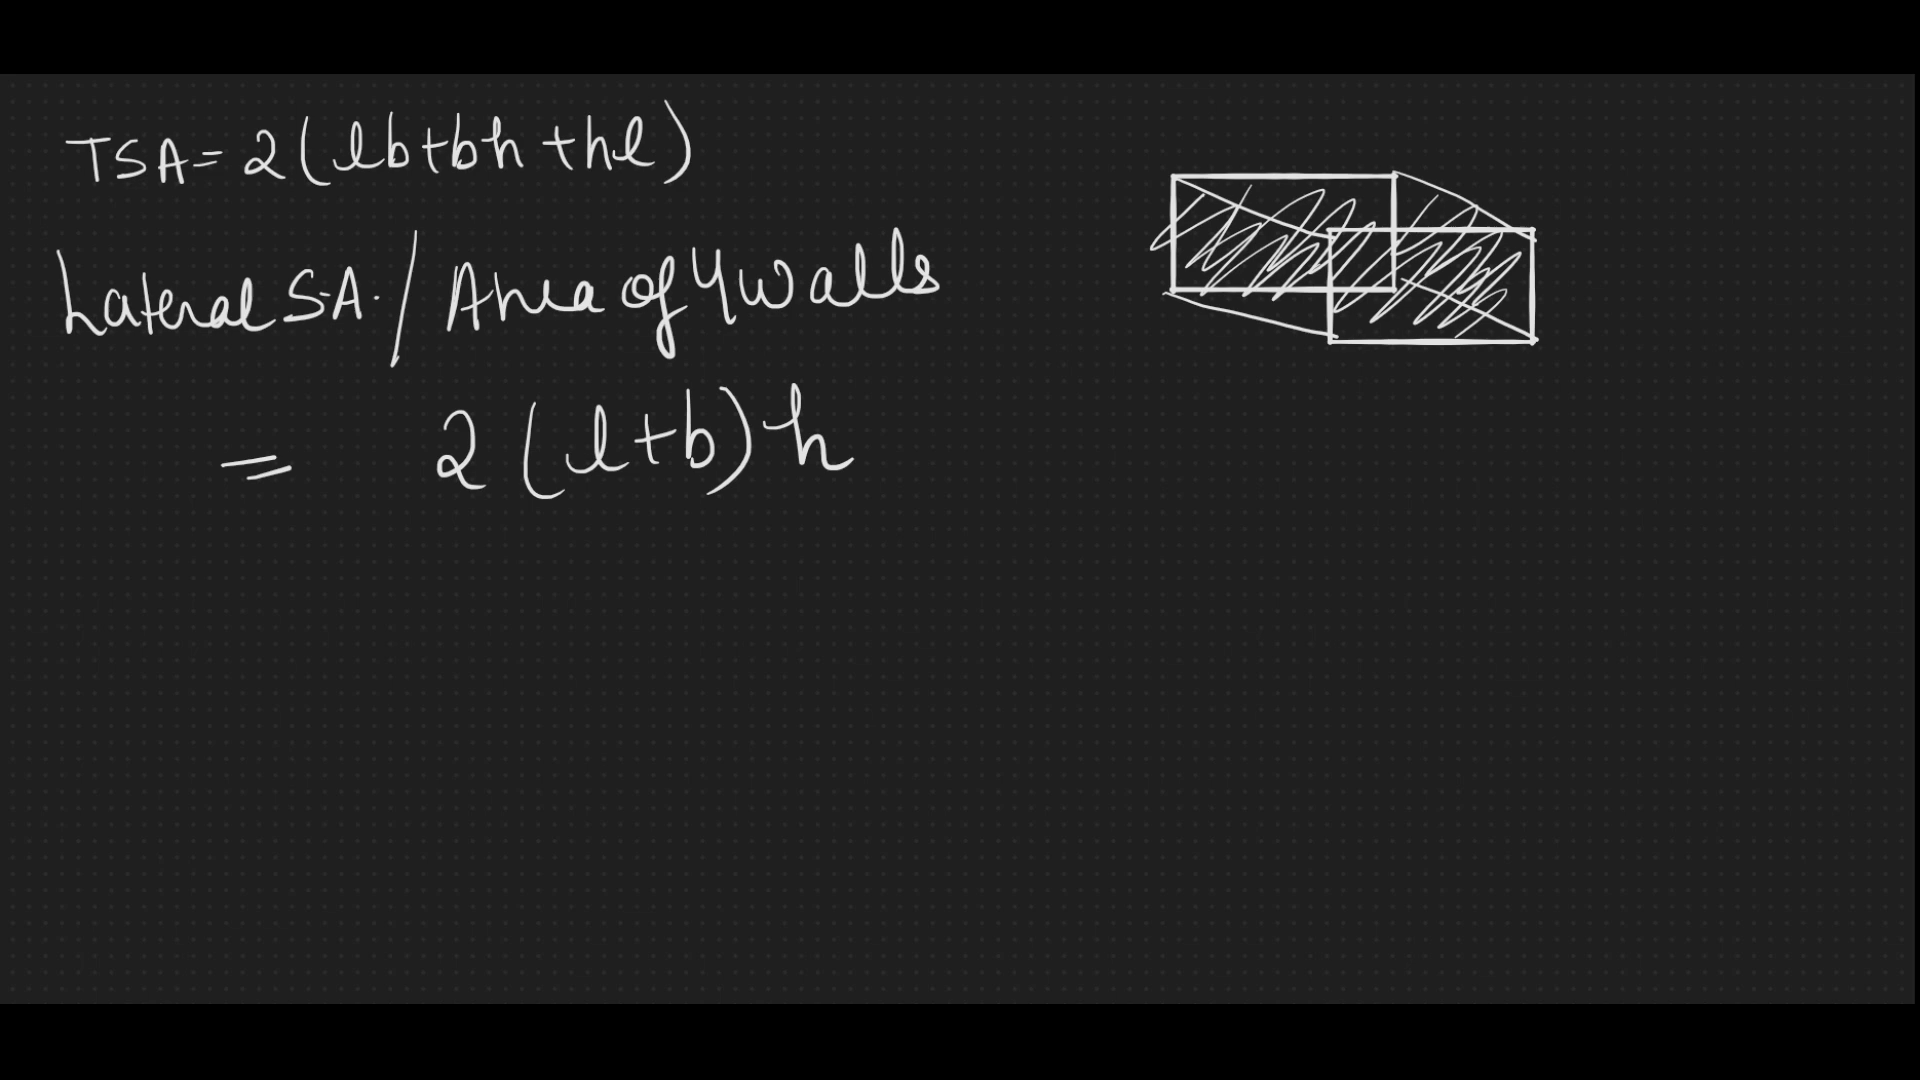 TSA = 2 (lb+bh+hl)
Lateral S.A. / Area of 4 walls
= 2 (l+b) h